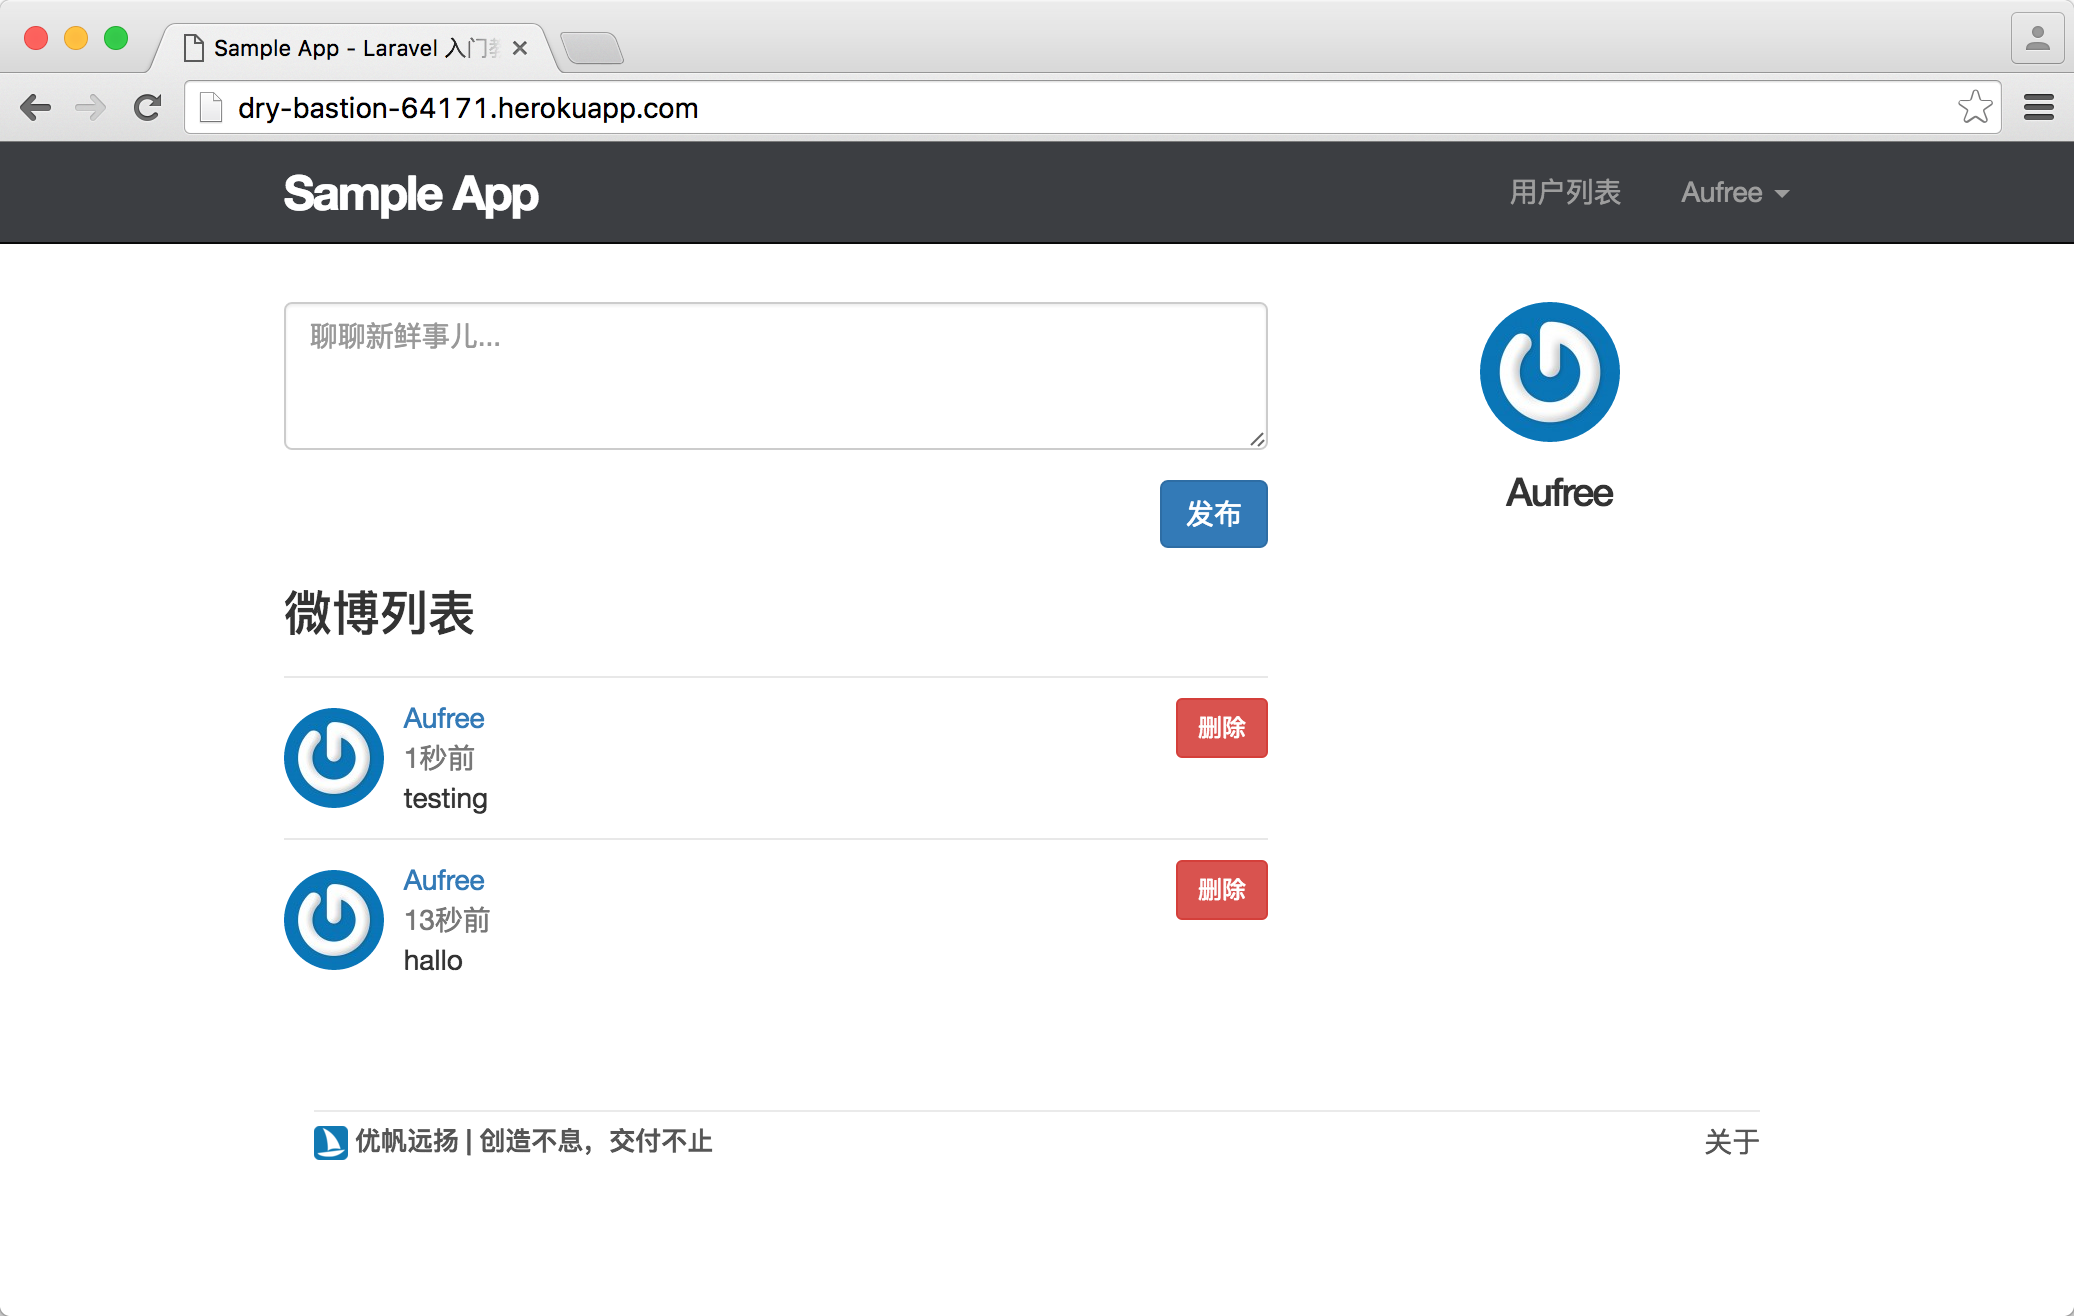 Sample App - Laravel 入门
dry-bastion-64171.herokuapp.com
Sample App
用户列表
Aufree
聊聊新鲜事儿...
发布
Aufree
微博列表
Aufree
1秒前
testing
删除
Aufree
13秒前
hallo
删除
优帆远扬 | 创造不息，交付不止
关于